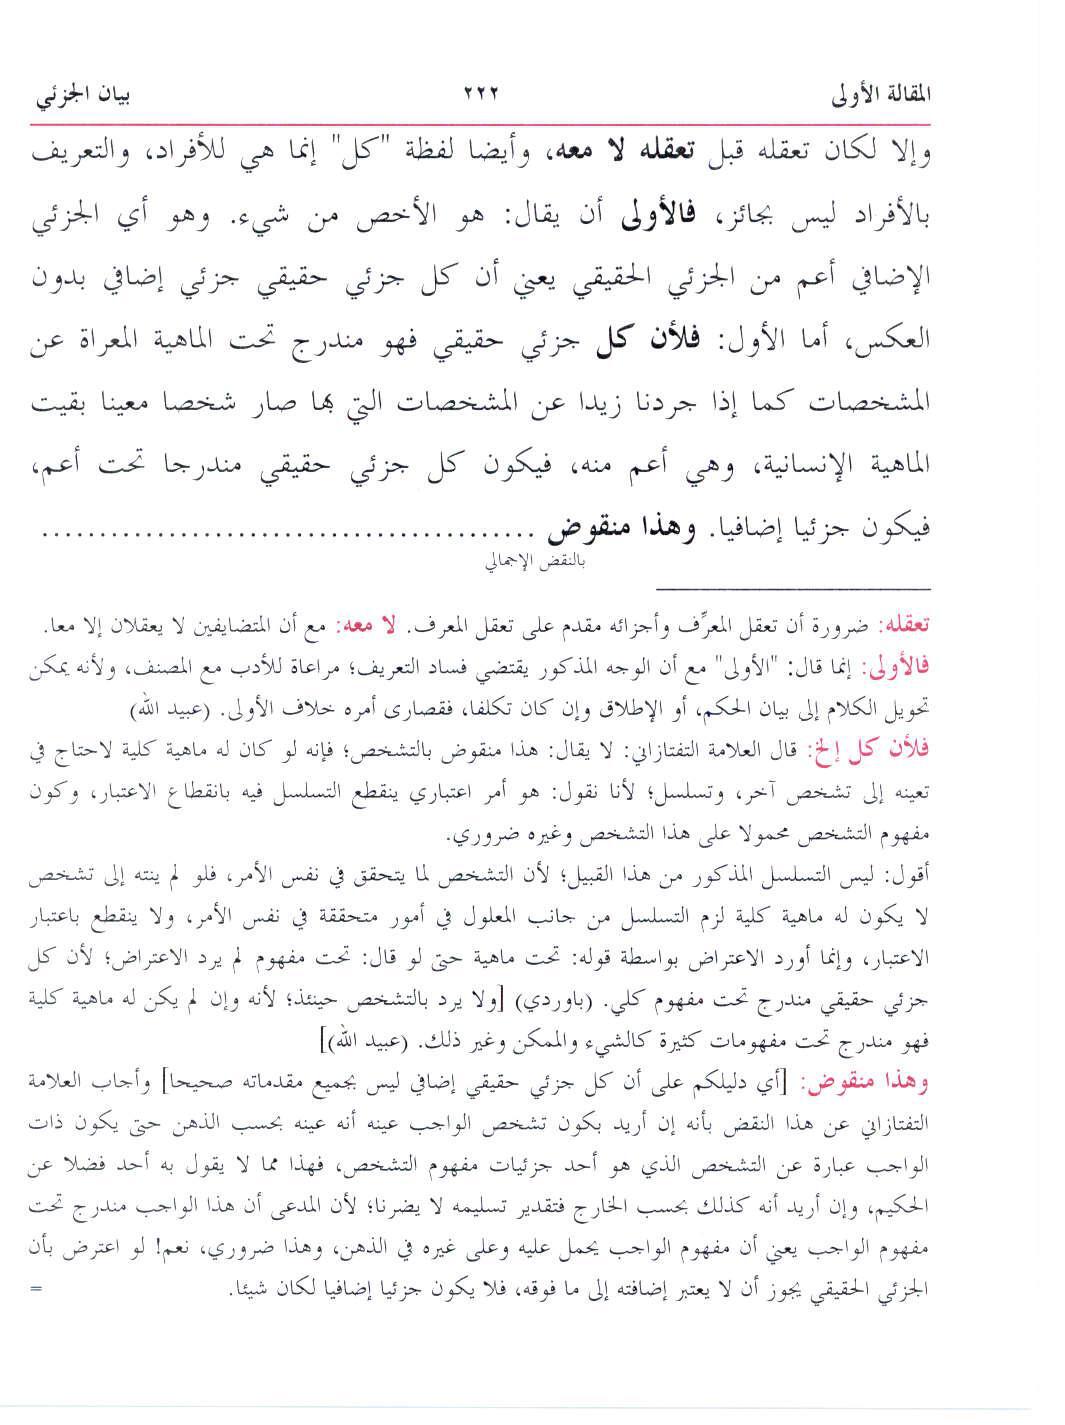 المقالة الأولى ٢٢٢ بيان الجزئي
وإلا لكان تعقله قبل تعقله لا معه، وأيضا لفظة "كل" إنما هي للأفراد، والتعريف
بالأفراد ليس بجائز، فالأولى أن يقال: هو الأخص من شيء. وهو أي الجزئي
الإضافي أعم من الجزئي الحقيقي يعني أن كل جزئي حقيقي جزئي إضافي بدون
العكس، أما الأول: فلأن كل جزئي حقيقي فهو مندرج تحت الماهية المعراة عن
المشخصات كما إذا جردنا زيدا عن المشخصات التي بها صار شخصا معينا بقيت
الماهية الإنسانية، وهي أعم منه، فيكون كل جزئي حقيقي مندرجا تحت أعم،
فيكون جزئيا إضافيا. وهذا منقوض ...........................................
بالنقض الإجمالي
تعقله: ضرورة أن تعقل المعرِّف وأجزائه مقدم على تعقل المعرف. لا معه: مع أن المتضايفين لا يعقلان إلا معا.
فالأولى: إنما قال: "الأولى" مع أن الوجه المذكور يقتضي فساد التعريف؛ مراعاة للأدب مع المصنف، ولأنه يمكن
تحويل الكلام إلى بيان الحكم، أو الإطلاق وإن كان تكلفا، فقصارى أمره خلاف الأولى. (عبيد الله)
فلأن كل إلخ: قال العلامة التفتازاني: لا يقال: هذا منقوض بالتشخص؛ فإنه لو كان له ماهية كلية لاحتاج في
تعينه إلى تشخص آخر، وتسلسل؛ لأنا نقول: هو أمر اعتباري ينقطع التسلسل فيه بانقطاع الاعتبار، وكون
مفهوم التشخص محمولا على هذا التشخص وغيره ضروري.
أقول: ليس التسلسل المذكور من هذا القبيل؛ لأن التشخص لما يتحقق في نفس الأمر، فلو لم ينته إلى تشخص
لا يكون له ماهية كلية لزم التسلسل من جانب المعلول في أمور متحققة في نفس الأمر، ولا ينقطع باعتبار
الاعتبار، وإنما أورد الاعتراض بواسطة قوله: تحت ماهية حتى لو قال: تحت مفهوم لم يرد الاعتراض؛ لأن كل
جزئي حقيقي مندرج تحت مفهوم كلي. (باوردي) [ولا يرد بالتشخص حينئذ؛ لأنه وإن لم يكن له ماهية كلية
فهو مندرج تحت مفهومات كثيرة كالشيء والممكن وغير ذلك. (عبيد الله)]
وهذا منقوض: [أي دليلكم على أن كل جزئي حقيقي إضافي ليس بجميع مقدماته صحيحا] وأجاب العلامة
التفتازاني عن هذا النقض بأنه إن أريد بكون تشخص الواجب عينه أنه عينه بحسب الذهن حتى يكون ذات
الواجب عبارة عن التشخص الذي هو أحد جزئيات مفهوم التشخص، فهذا مما لا يقول به أحد فضلا عن
الحكيم، وإن أريد أنه كذلك بحسب الخارج فتقدير تسليمه لا يضرنا؛ لأن المدعى أن هذا الواجب مندرج تحت
مفهوم الواجب يعني أن مفهوم الواجب يحمل عليه وعلى غيره في الذهن، وهذا ضروري، نعم! لو اعترض بأن
الجزئي الحقيقي يجوز أن لا يعتبر إضافته إلى ما فوقه، فلا يكون جزئيا إضافيا لكان شيئا. =